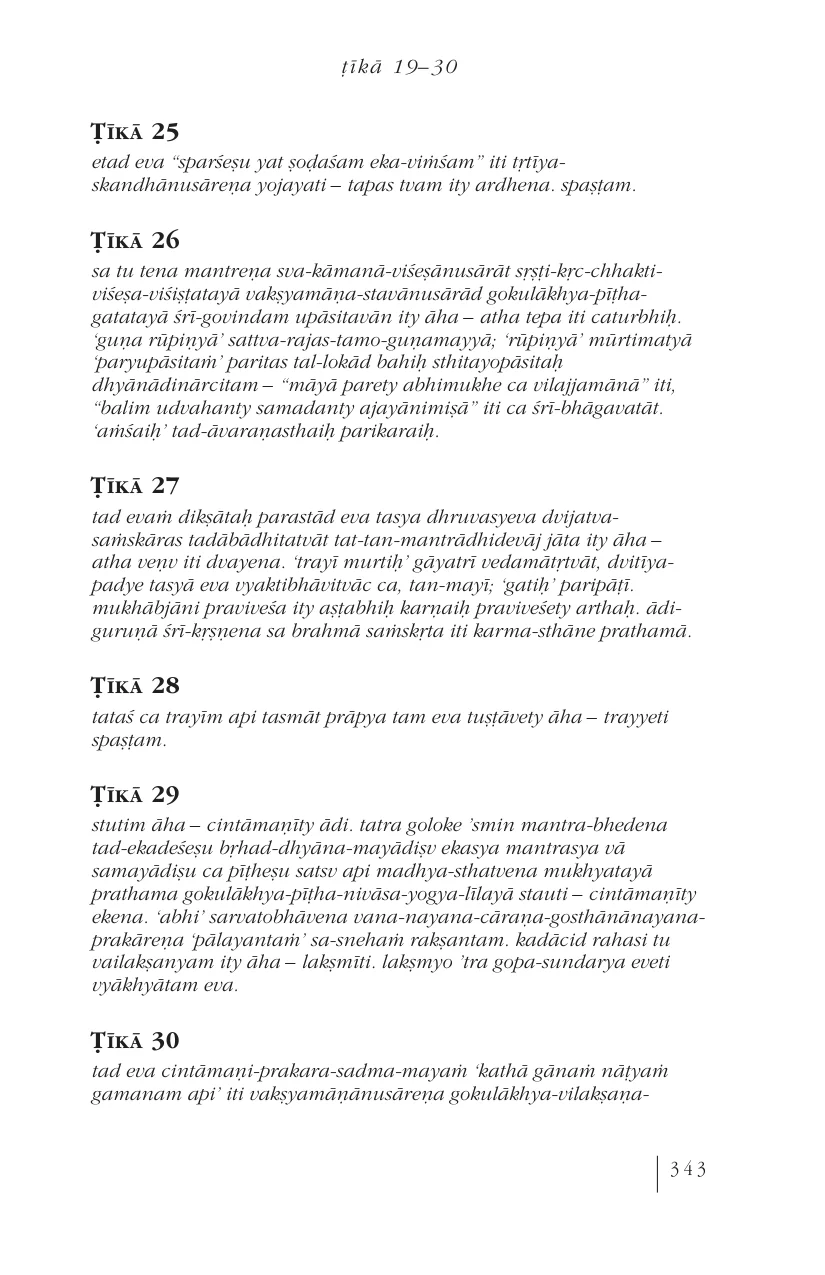 ṭīkā 19–30
Ṭīkā 25
etad eva “sparśeṣu yat ṣoḍaśam eka-viṁśam” iti tṛtīya-
skandhānusāreṇa yojayati – tapas tvam ity ardhena. spaṣṭam.
Ṭīkā 26
sa tu tena mantreṇa sva-kāmanā-viśeṣānusārāt sṛṣṭi-kṛc-chhakti-
viśeṣa-viśiṣṭatayā vakṣyamāṇa-stavānusārād gokulākhya-pīṭha-
gatatayā śrī-govindam upāsitavān ity āha – atha tepa iti caturbhiḥ.
‘guṇa rūpiṇyā’ sattva-rajas-tamo-guṇamayyā; ‘rūpiṇyā’ mūrtimatyā
‘paryupāsitaṁ’ paritas tal-lokād bahiḥ sthitayopāsitaḥ
dhyānādinārcitam – “māyā parety abhimukhe ca vilajjamānā” iti,
“balim udvahanty samadanty ajayānimiṣā” iti ca śrī-bhāgavatāt.
‘aṁśaiḥ’ tad-āvaraṇasthaiḥ parikaraiḥ.
Ṭīkā 27
tad evaṁ dikṣātaḥ parastād eva tasya dhruvasyeva dvijatva-
saṁskāras tadābādhitatvāt tat-tan-mantrādhidevāj jāta ity āha –
atha veṇv iti dvayena. ‘trayī murtiḥ’ gāyatrī vedamātṛtvāt, dvitīya-
padye tasyā eva vyaktibhāvitvāc ca, tan-mayī; ‘gatiḥ’ paripāṭī.
mukhābjāni praviveśa ity aṣṭabhiḥ karṇaiḥ praviveśety arthaḥ. ādi-
guruṇā śrī-kṛṣṇena sa brahmā saṁskṛta iti karma-sthāne prathamā.
Ṭīkā 28
tataś ca trayīm api tasmāt prāpya tam eva tuṣṭāvety āha – trayyeti
spaṣṭam.
Ṭīkā 29
stutim āha – cintāmaṇīty ādi. tatra goloke ’smin mantra-bhedena
tad-ekadeśeṣu bṛhad-dhyāna-mayādiṣv ekasya mantrasya vā
samayādiṣu ca pīṭheṣu satsv api madhya-sthatvena mukhyatayā
prathama gokulākhya-pīṭha-nivāsa-yogya-līlayā stauti – cintāmaṇīty
ekena. ‘abhi’ sarvatobhāvena vana-nayana-cāraṇa-gosthānānayana-
prakāreṇa ‘pālayantaṁ’ sa-snehaṁ rakṣantam. kadācid rahasi tu
vailakṣanyam ity āha – lakṣmīti. lakṣmyo ’tra gopa-sundarya eveti
vyākhyātam eva.
Ṭīkā 30
tad eva cintāmaṇi-prakara-sadma-mayaṁ ‘kathā gānaṁ nāṭyaṁ
gamanam api’ iti vakṣyamāṇānusāreṇa gokulākhya-vilakṣaṇa-
343